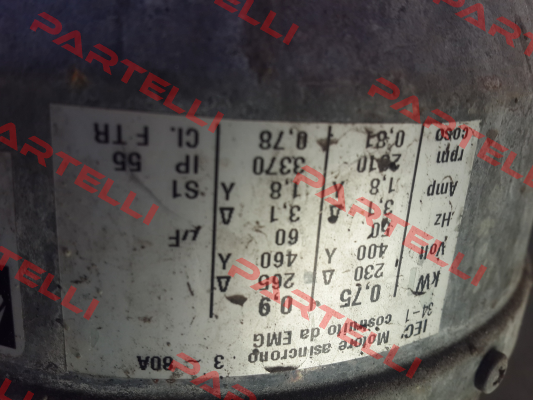 3 ~ 80A
Motore asincrono
costruito da EMG
IEC 34-1
kW 0,75 0,9
Volt 230 Δ 265 Δ
400 Y 460 Y
Hz 50 60 μF
Amp 3,1 Δ 3,1 Δ
1,8 Y 1,8 Y S1
rpm 2810 3370 IP 55
cosφ 0,81 0,78 Cl. F TR
PARTELLI
PARTELLI
PARTELLI
PARTELLI
PARTELLI
PARTELLI